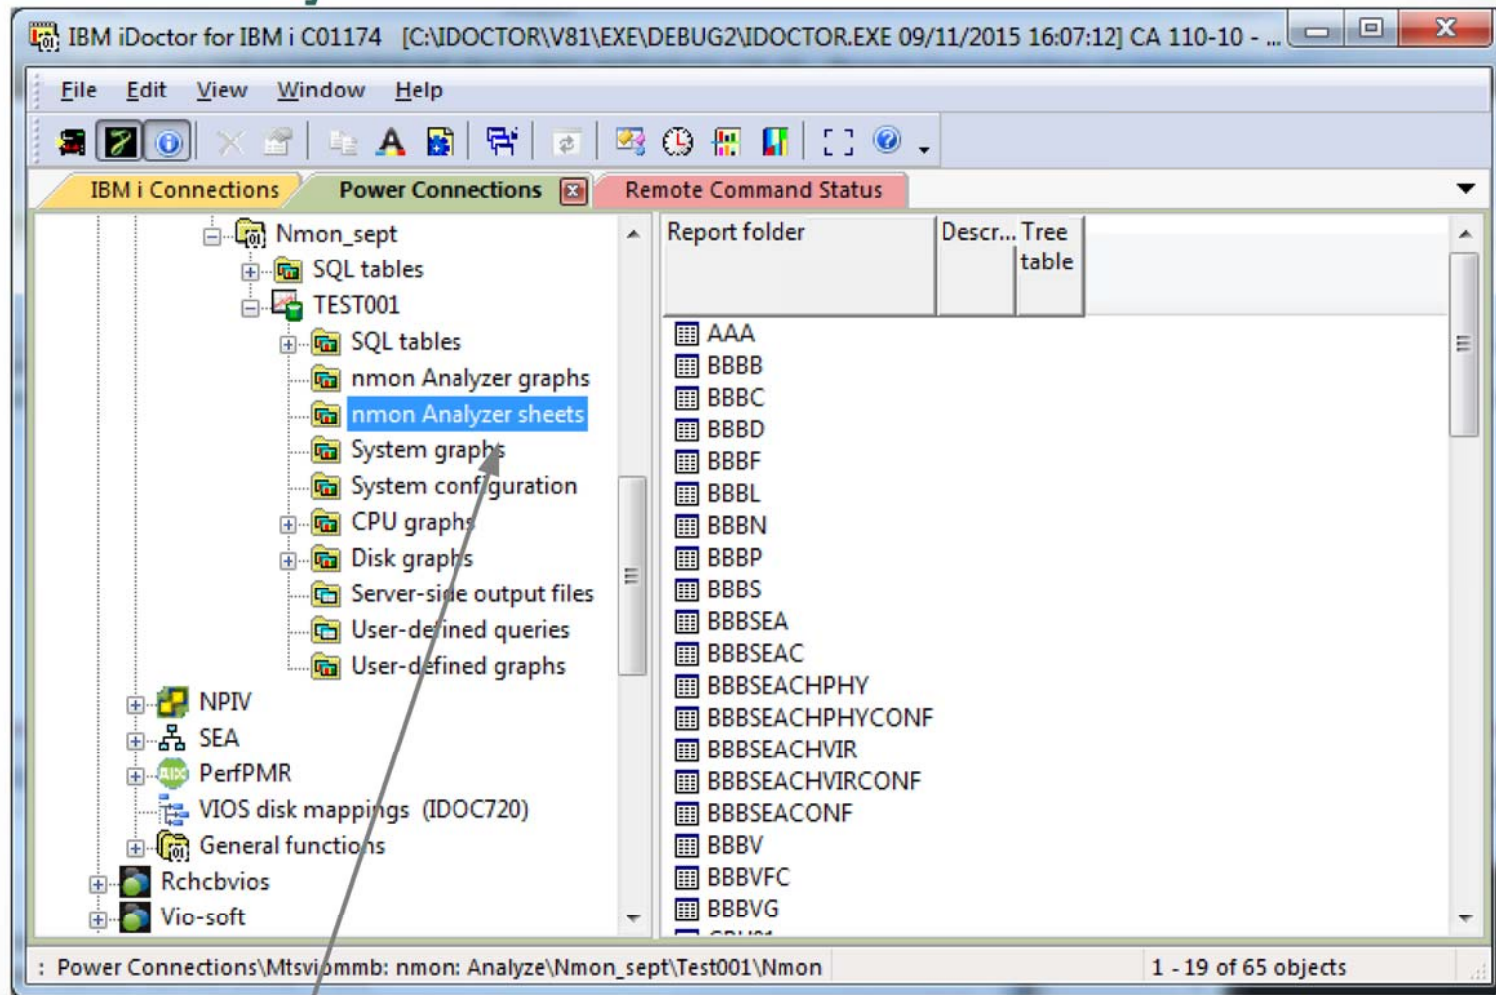 IBM iDoctor for IBM i C01174 [C:\IDOCTOR\V81\EXE\DEBUG2\IDOCTOR.EXE 09/11/2015 16:07:12] CA 110-10 - ...
File Edit View Window Help
IBM i Connections Power Connections Remote Command Status
Nmon_sept
SQL tables
TEST001
SQL tables
nmon Analyzer graphs
nmon Analyzer sheets
System graphs
System configuration
CPU graphs
Disk graphs
Server-side output files
User-defined queries
User-defined graphs
NPIV
SEA
AIX PerfPMR
VIOS disk mappings (IDOC720)
General functions
Rchcbvios
Vio-soft
Report folder Descr... Tree
table
AAA
BBBB
BBBC
BBBD
BBBF
BBBL
BBBN
BBBP
BBBS
BBBSEA
BBBSEAC
BBBSEACHPHY
BBBSEACHPHYCONF
BBBSEACHVIR
BBBSEACHVIRCONF
BBBSEACONF
BBBV
BBBVFC
BBBVG
: Power Connections\Mtsviommb: nmon: Analyze\Nmon_sept\Test001\Nmon 1 - 19 of 65 objects